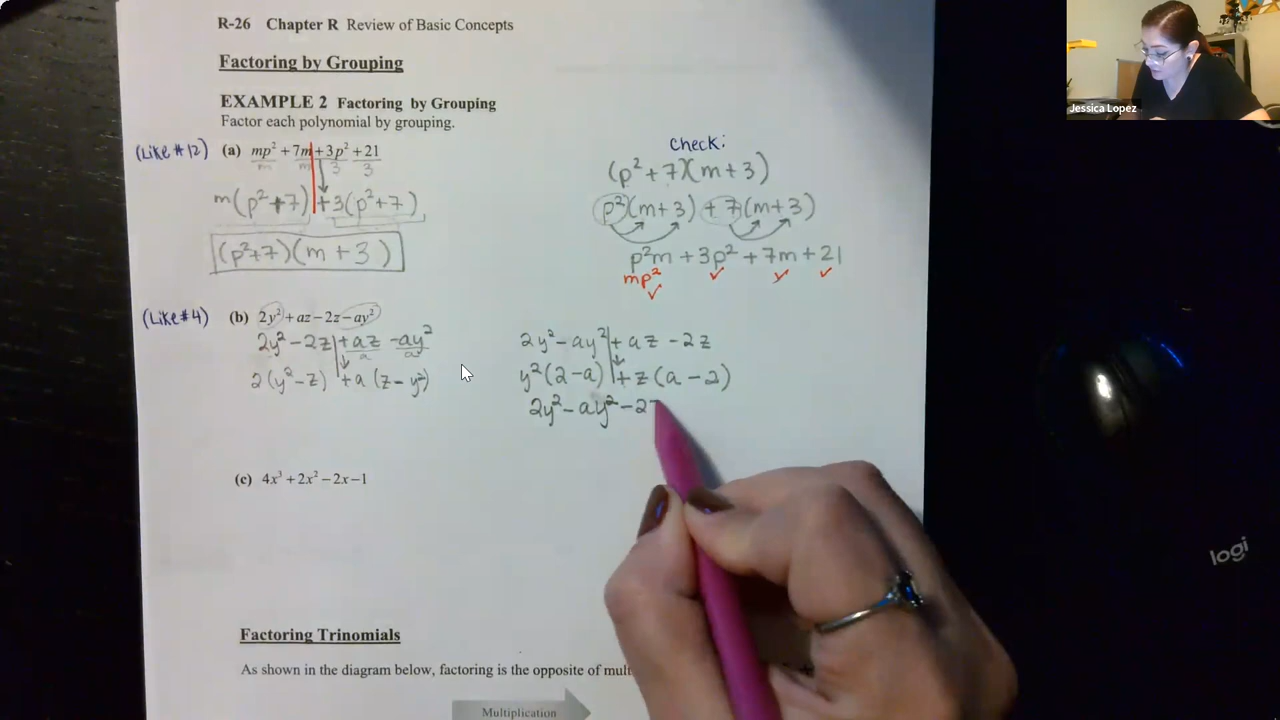 R-26 Chapter R Review of Basic Concepts
Factoring by Grouping
EXAMPLE 2 Factoring by Grouping
Factor each polynomial by grouping.
(Like #12) (a) mp² + 7m + 3p² + 21
m m 3 3
m(p² + 7) + 3(p² + 7)
(p² + 7)(m + 3)
Check:
(p² + 7)(m + 3)
p²(m + 3) + 7(m + 3)
p²m + 3p² + 7m + 21
mp²
(Like #4) (b) 2y² + az − 2z − ay²
2y² − 2z + az − ay²
a a
2(y² − z) + a(z − y²)
2y² − ay² + az − 2z
y²(2 − a) + z(a − 2)
2y² − ay² − 2z
(c) 4x³ + 2x² − 2x − 1
Factoring Trinomials
As shown in the diagram below, factoring is the opposite of mult
Multiplication
Jessica Lopez
logi